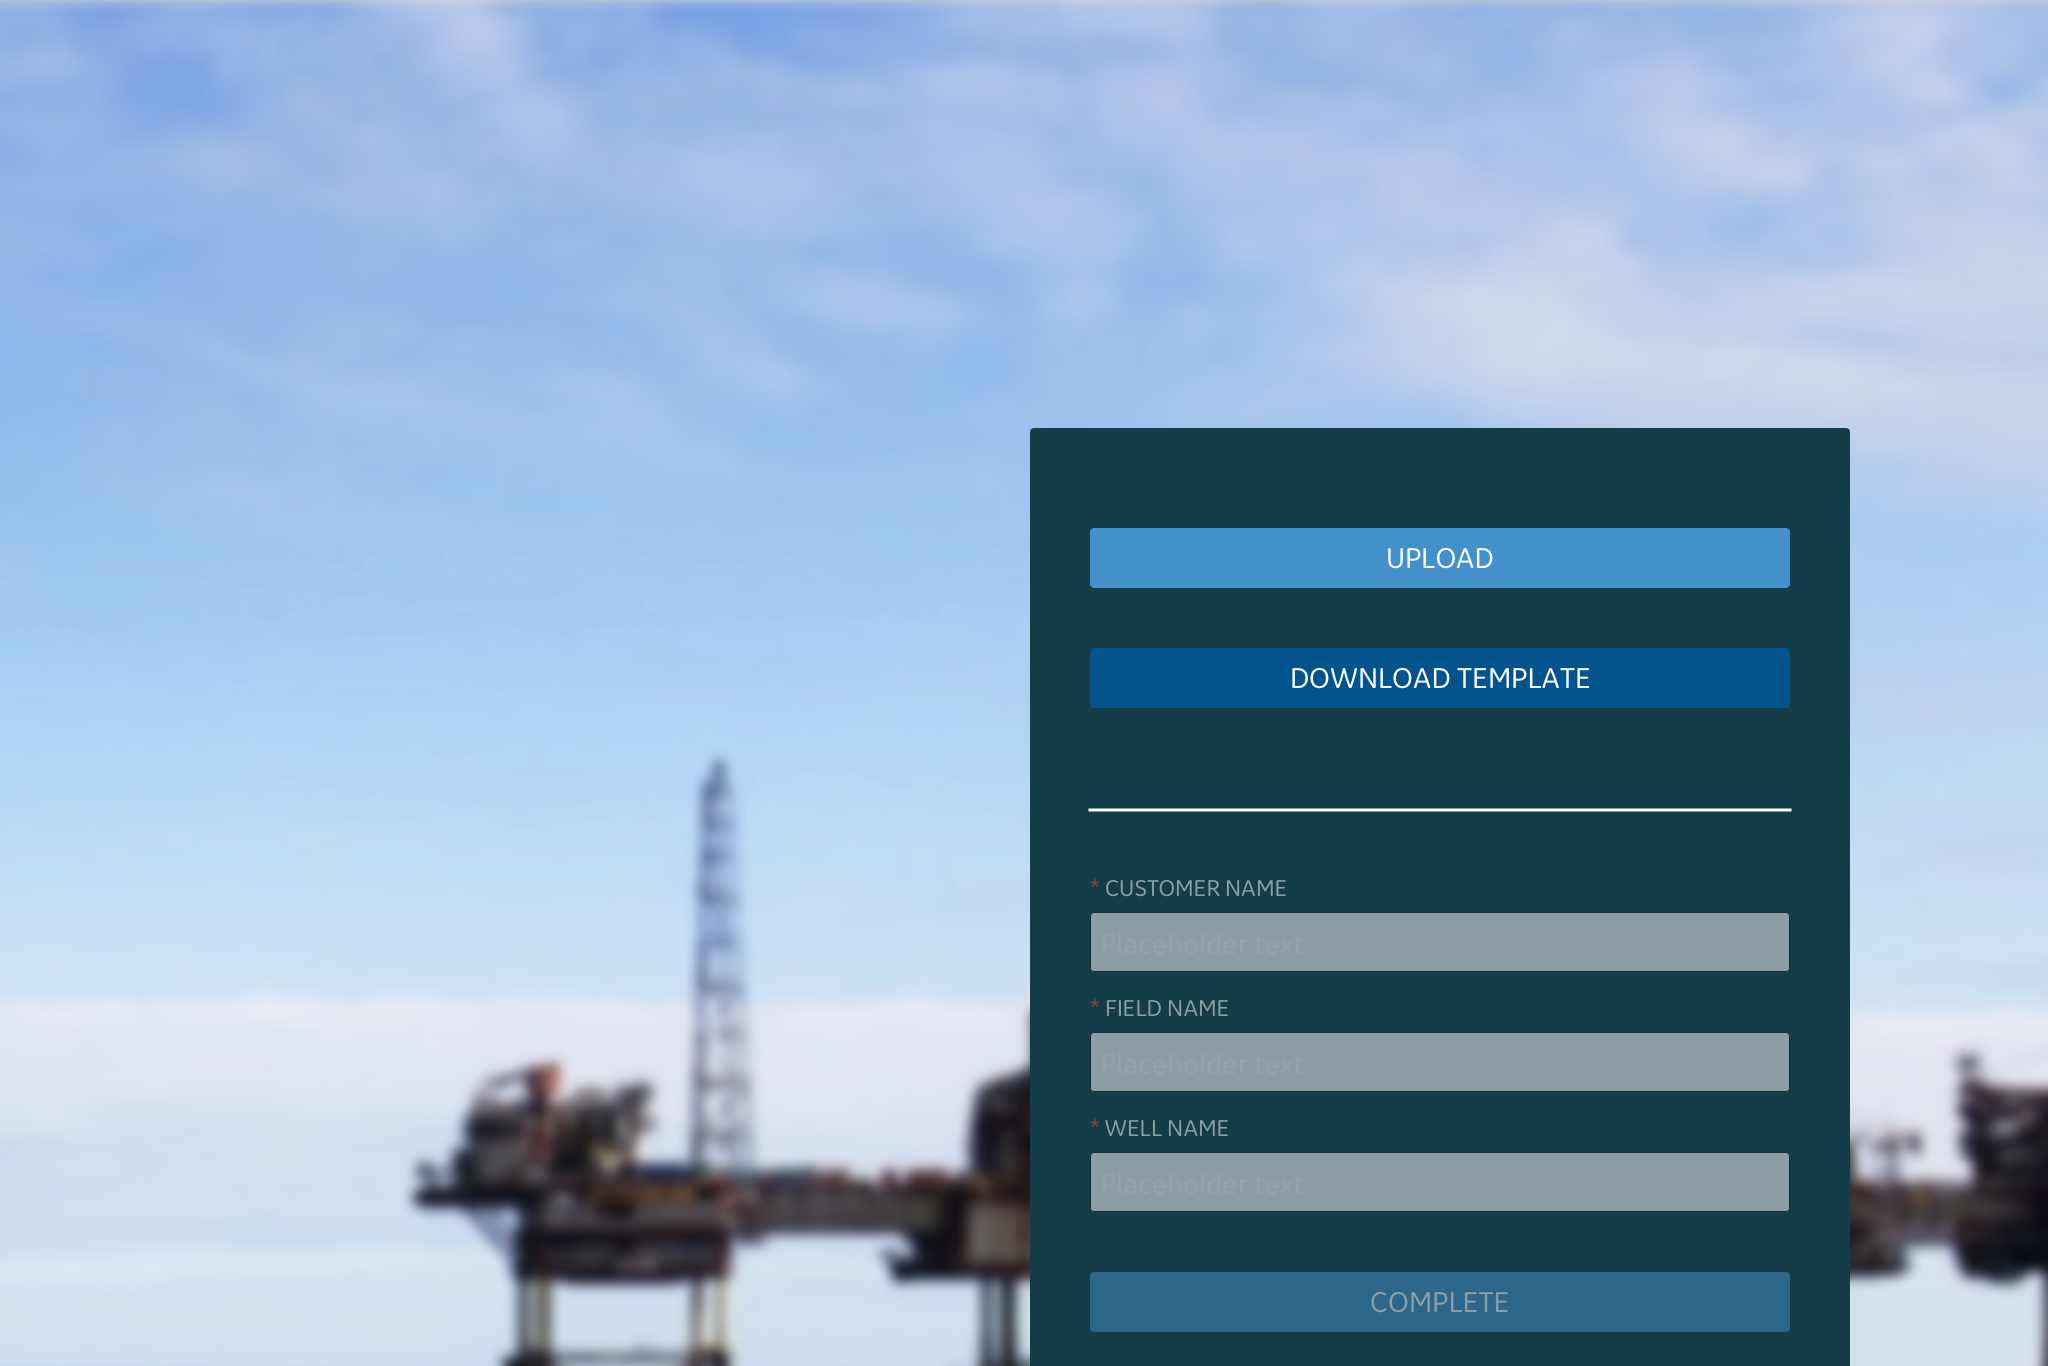 UPLOAD
DOWNLOAD TEMPLATE
* CUSTOMER NAME
Placeholder text
* FIELD NAME
Placeholder text
* WELL NAME
Placeholder text
COMPLETE